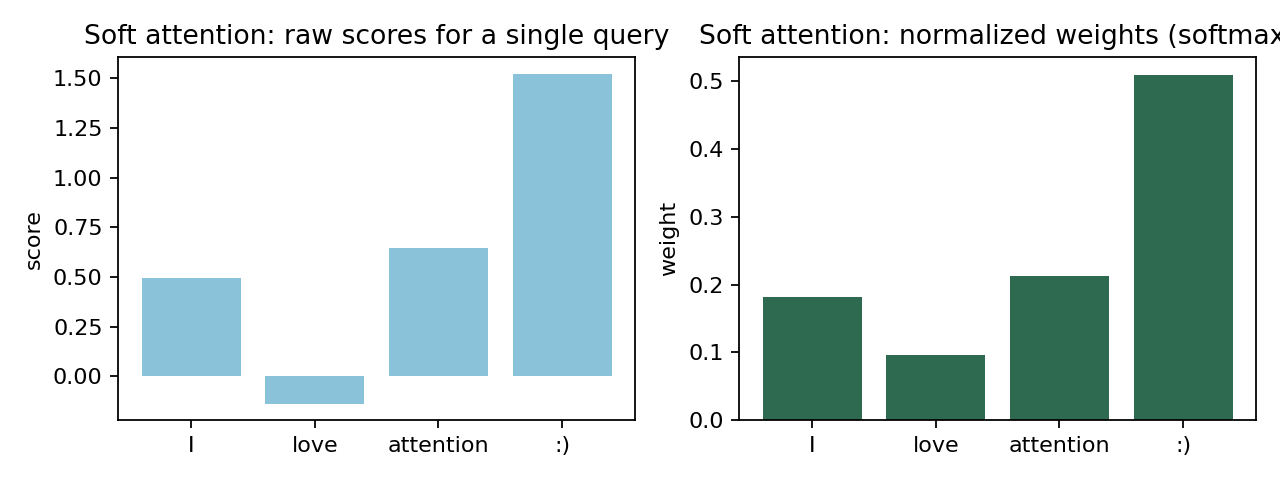 Soft attention: raw scores for a single query
score
1.50
1.25
1.00
0.75
0.50
0.25
0.00
I
love
attention
:)
Soft attention: normalized weights (softmax
weight
0.5
0.4
0.3
0.2
0.1
0.0
I
love
attention
:)